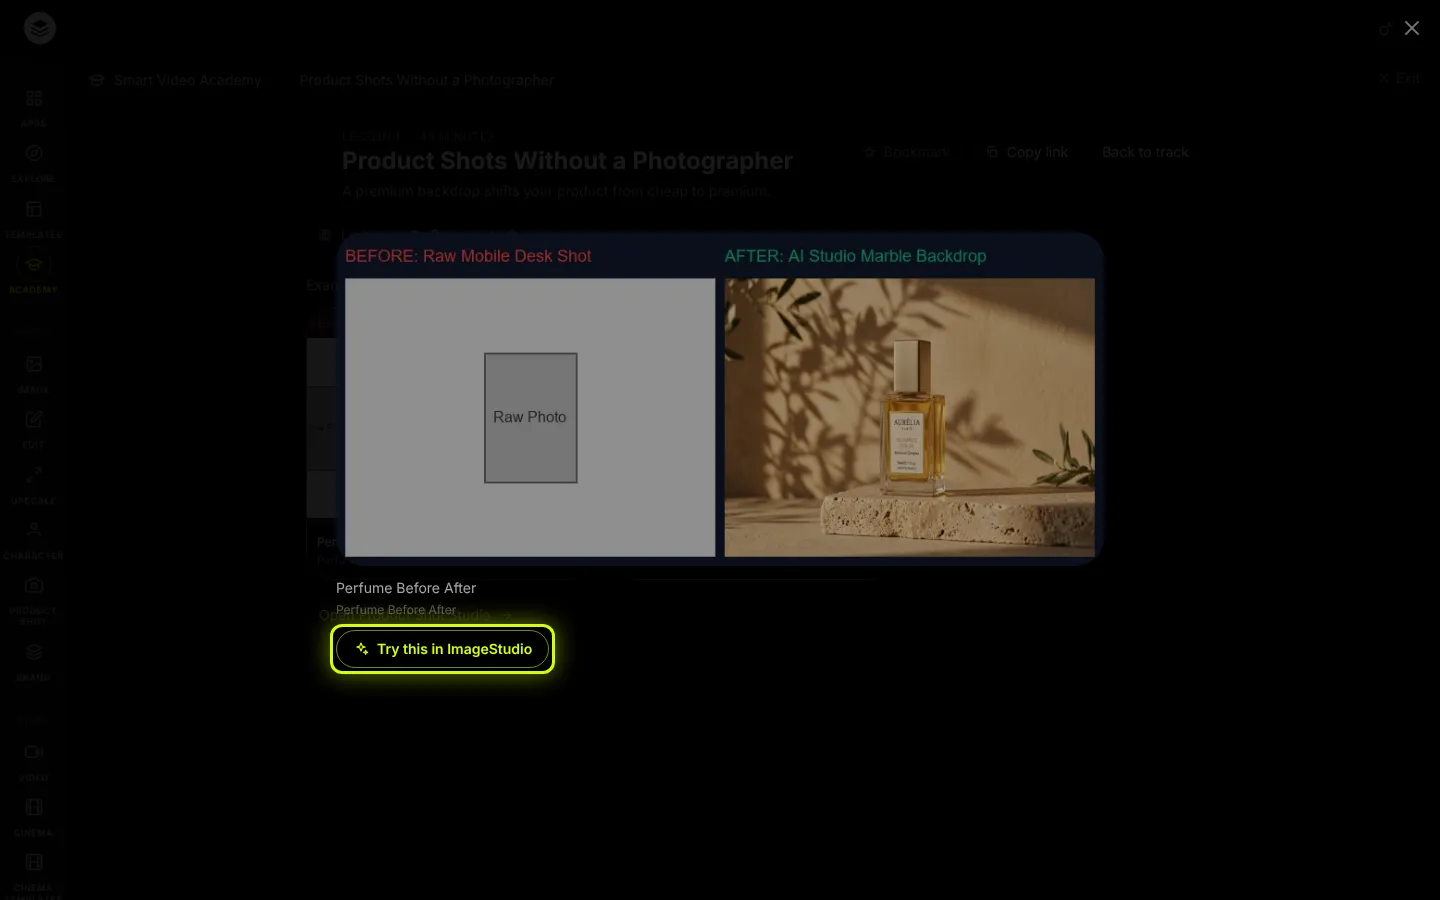 Smart Video Academy
Product Shots Without a Photographer
Exit
Product Shots Without a Photographer
Bookmark
Copy link
Back to track
A premium backdrop shifts your product from cheap to premium.
APPS
EXPLORE
TEMPLATES
ACADEMY
IMAGE
EDIT
UPSCALE
CHARACTER
PRODUCT
SHOT
VIDEO
CINEMA
CINEMA
BEFORE: Raw Mobile Desk Shot
AFTER: AI Studio Marble Backdrop
Raw Photo
AURÉLIA
Perfume Before After
Perfume Before After
Try this in ImageStudio